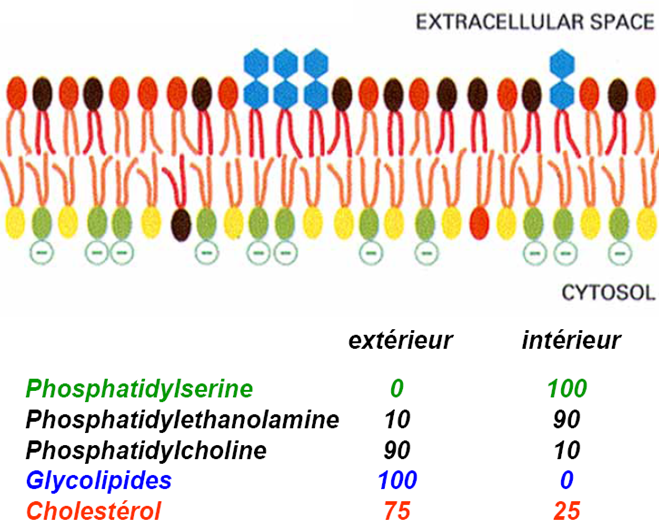 EXTRACELLULAR SPACE
CYTOSOL
extérieur intérieur
Phosphatidylserine 0 100
Phosphatidylethanolamine 10 90
Phosphatidylcholine 90 10
Glycolipides 100 0
Cholestérol 75 25